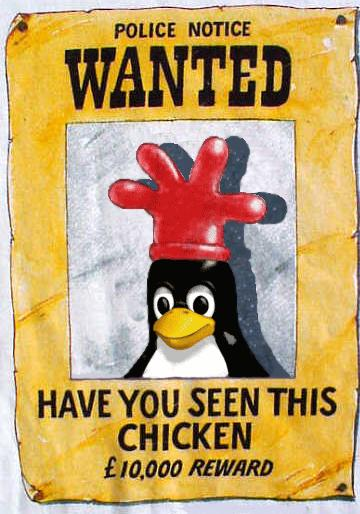 POLICE NOTICE
WANTED
HAVE YOU SEEN THIS
CHICKEN
£10,000 REWARD